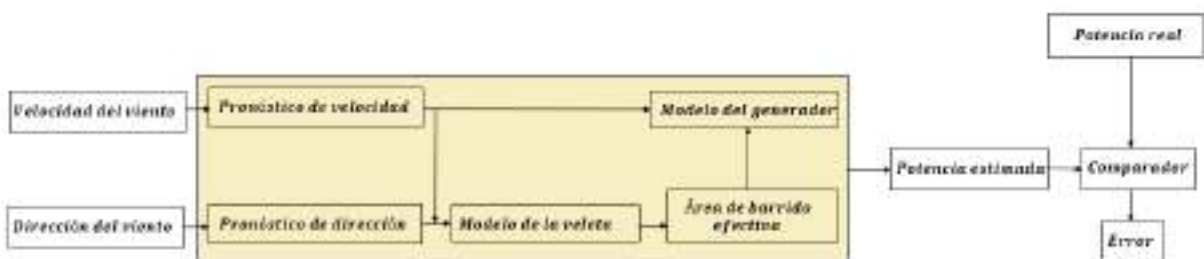 Potencia real
Velocidad del viento
Pronóstico de velocidad
Modelo del generador
Potencia estimada
Comparador
Dirección del viento
Pronóstico de dirección
Modelo de la veleta
Área de barrido
efectiva
Error